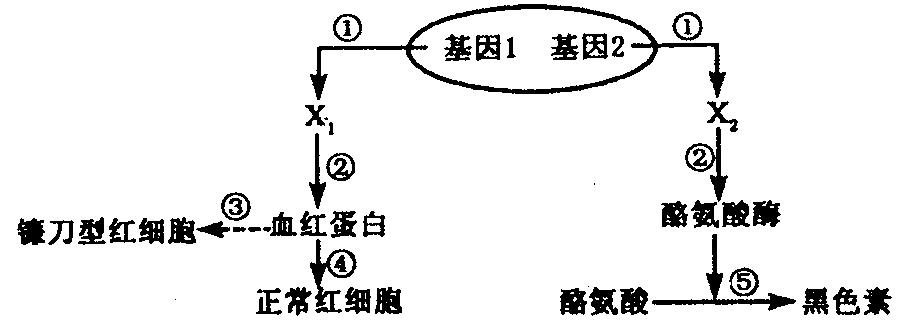 ① 基因1 基因2 ①
X₁ X₂
② ②
③ 酪氨酸酶
镰刀型红细胞 血红蛋白
④ ⑤
正常红细胞 酪氨酸 黑色素